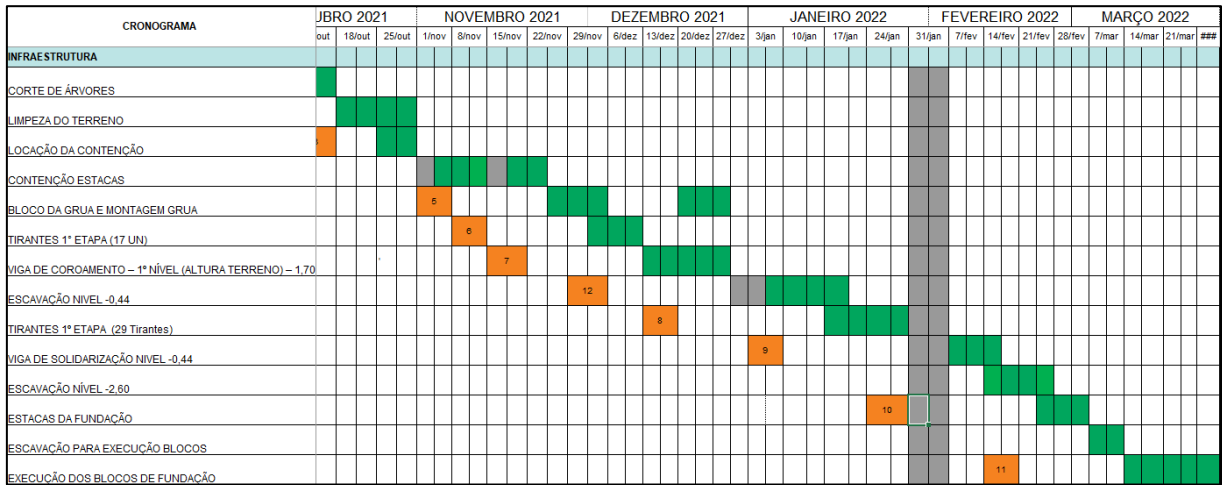 CRONOGRAMA
JBRO 2021 NOVEMBRO 2021 DEZEMBRO 2021 JANEIRO 2022 FEVEREIRO 2022 MARÇO 2022
out 18/out 25/out 1/nov 8/nov 15/nov 22/nov 29/nov 6/dez 13/dez 20/dez 27/dez 3/jan 10/jan 17/jan 24/jan 31/jan 7/fev 14/fev 21/fev 28/fev 7/mar 14/mar 21/mar ###
INFRAESTRUTURA
CORTE DE ÁRVORES
LIMPEZA DO TERRENO
LOCAÇÃO DA CONTENÇÃO
CONTENÇÃO ESTACAS
BLOCO DA GRUA E MONTAGEM GRUA 5
TIRANTES 1° ETAPA (17 UN) 6
VIGA DE COROAMENTO – 1º NÍVEL (ALTURA TERRENO) – 1,70 7
ESCAVAÇÃO NIVEL -0,44 12
TIRANTES 1º ETAPA (29 Tirantes) 8
VIGA DE SOLIDARIZAÇÃO NIVEL -0,44 9
ESCAVAÇÃO NÍVEL -2,60
ESTACAS DA FUNDAÇÃO 10
ESCAVAÇÃO PARA EXECUÇÃO BLOCOS
EXECUÇÃO DOS BLOCOS DE FUNDAÇÃO 11